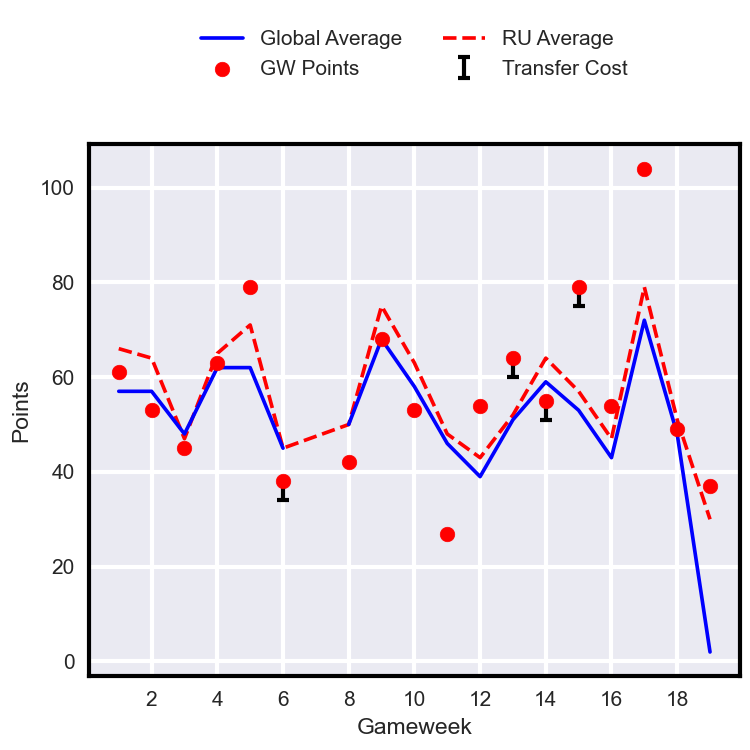 Global Average
RU Average
GW Points
Transfer Cost
100
80
60
40
20
0
Points
2 4 6 8 10 12 14 16 18
Gameweek